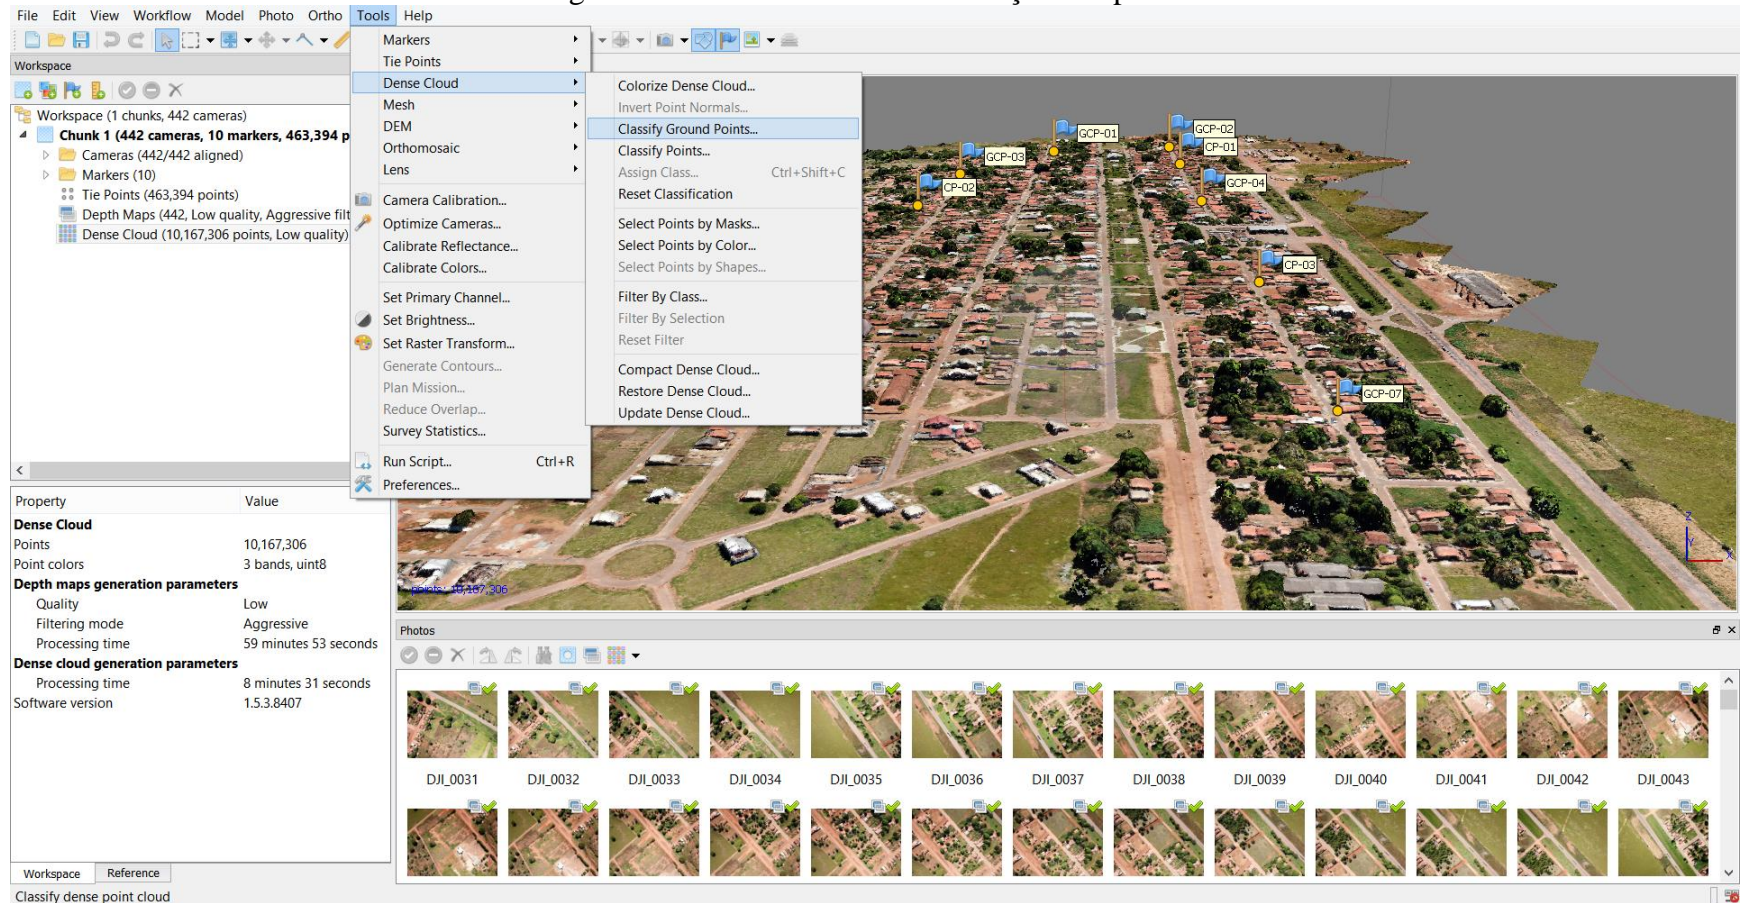 File Edit View Workflow Model Photo Ortho Tools Help
Workspace
Workspace (1 chunks, 442 cameras)
Chunk 1 (442 cameras, 10 markers, 463,394 p
Cameras (442/442 aligned)
Markers (10)
Tie Points (463,394 points)
Depth Maps (442, Low quality, Aggressive filt
Dense Cloud (10,167,306 points, Low quality)
Markers
Tie Points
Dense Cloud
Mesh
DEM
Orthomosaic
Lens
Camera Calibration...
Optimize Cameras...
Calibrate Reflectance...
Calibrate Colors...
Set Primary Channel...
Set Brightness...
Set Raster Transform...
Generate Contours...
Plan Mission...
Reduce Overlap...
Survey Statistics...
Run Script... Ctrl+R
Preferences...
Colorize Dense Cloud...
Invert Point Normals...
Classify Ground Points...
Classify Points...
Assign Class... Ctrl+Shift+C
Reset Classification
Select Points by Masks...
Select Points by Color...
Select Points by Shapes...
Filter By Class...
Filter By Selection
Reset Filter
Compact Dense Cloud...
Restore Dense Cloud...
Update Dense Cloud...
GCP-01
GCP-02
CP-01
GCP-03
GCP-04
CP-02
CP-03
GCP-07
Z
Y
X
points: 10,167,306
Property Value
Dense Cloud
Points 10,167,306
Point colors 3 bands, uint8
Depth maps generation parameters
Quality Low
Filtering mode Aggressive
Processing time 59 minutes 53 seconds
Dense cloud generation parameters
Processing time 8 minutes 31 seconds
Software version 1.5.3.8407
Photos
DJI_0031 DJI_0032 DJI_0033 DJI_0034 DJI_0035 DJI_0036 DJI_0037 DJI_0038 DJI_0039 DJI_0040 DJI_0041 DJI_0042 DJI_0043
Workspace Reference
Classify dense point cloud